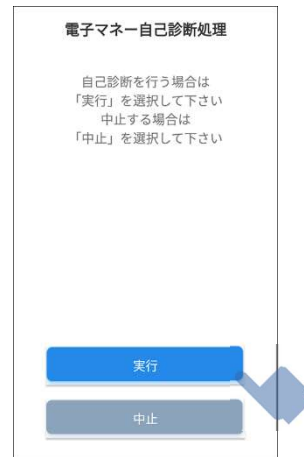 電子マネー自己診断処理
自己診断を行う場合は
「実行」を選択して下さい
中止する場合は
「中止」を選択して下さい
実行
中止